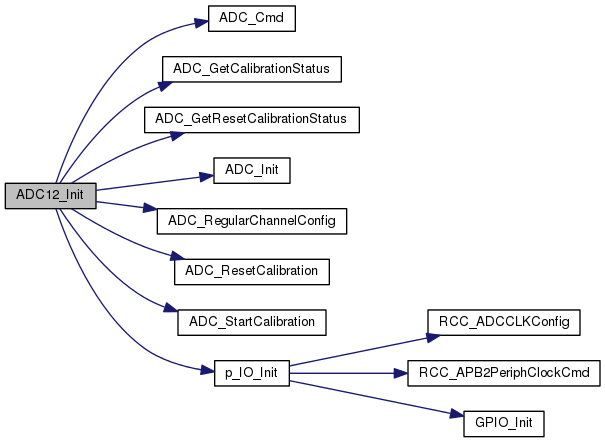 ADC12_Init
ADC_Cmd
ADC_GetCalibrationStatus
ADC_GetResetCalibrationStatus
ADC_Init
ADC_RegularChannelConfig
ADC_ResetCalibration
ADC_StartCalibration
p_IO_Init
RCC_ADCCLKConfig
RCC_APB2PeriphClockCmd
GPIO_Init